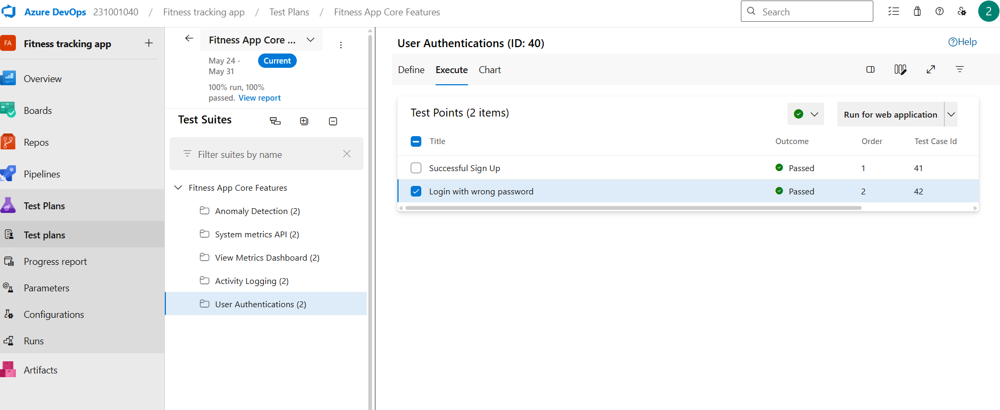 Azure DevOps 231001040 / Fitness tracking app / Test Plans / Fitness App Core Features
Search
2
FA Fitness tracking app +
Overview
Boards
Repos
Pipelines
Test Plans
Test plans
Progress report
Parameters
Configurations
Runs
Artifacts
Fitness App Core ...
May 24 -
May 31
Current
100% run, 100%
passed. View report
Test Suites
Filter suites by name
Fitness App Core Features
Anomaly Detection (2)
System metrics API (2)
View Metrics Dashboard (2)
Activity Logging (2)
User Authentications (2)
User Authentications (ID: 40)
Help
Define Execute Chart
Test Points (2 items)
Run for web application
Title Outcome Order Test Case Id
Successful Sign Up Passed 1 41
Login with wrong password Passed 2 42